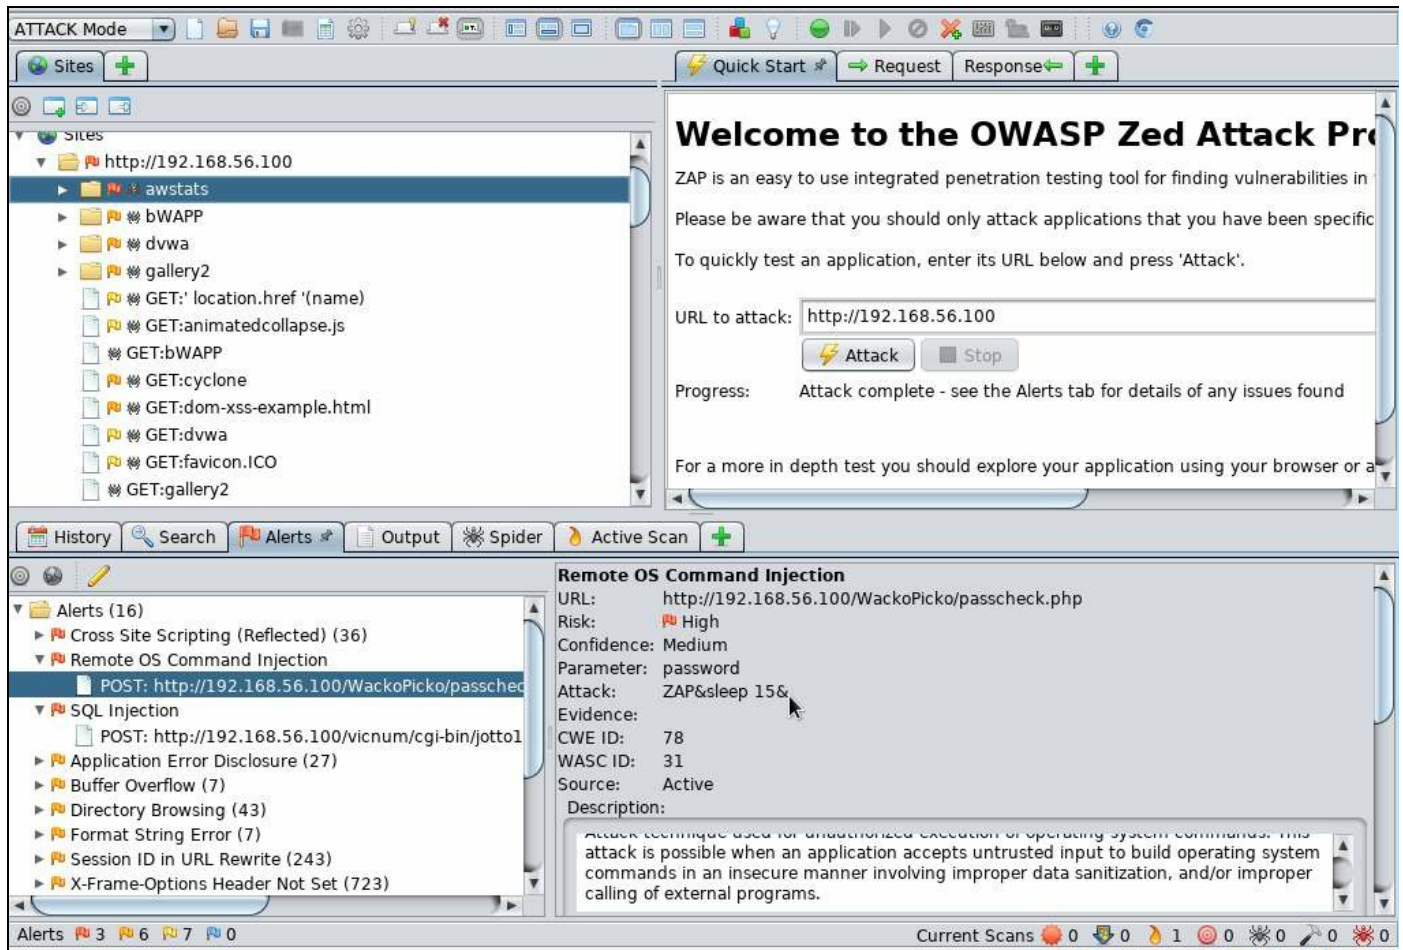 ATTACK Mode
Sites
Quick Start
Request
Response
Sites
http://192.168.56.100
awstats
bWAPP
dvwa
gallery2
GET:' location.href '(name)
GET:animatedcollapse.js
GET:bWAPP
GET:cyclone
GET:dom-xss-example.html
GET:dvwa
GET:favicon.ICO
GET:gallery2
Welcome to the OWASP Zed Attack Pro
ZAP is an easy to use integrated penetration testing tool for finding vulnerabilities in
Please be aware that you should only attack applications that you have been specific
To quickly test an application, enter its URL below and press 'Attack'.
URL to attack: http://192.168.56.100
Attack Stop
Progress: Attack complete - see the Alerts tab for details of any issues found
For a more in depth test you should explore your application using your browser or a
History
Search
Alerts
Output
Spider
Active Scan
Alerts (16)
Cross Site Scripting (Reflected) (36)
Remote OS Command Injection
POST: http://192.168.56.100/WackoPicko/passchec
SQL Injection
POST: http://192.168.56.100/vicnum/cgi-bin/jotto1
Application Error Disclosure (27)
Buffer Overflow (7)
Directory Browsing (43)
Format String Error (7)
Session ID in URL Rewrite (243)
X-Frame-Options Header Not Set (723)
Remote OS Command Injection
URL: http://192.168.56.100/WackoPicko/passcheck.php
Risk: High
Confidence: Medium
Parameter: password
Attack: ZAP&sleep 15&
Evidence:
CWE ID: 78
WASC ID: 31
Source: Active
Description:
Attack technique used for unauthorized execution of operating system commands. This
attack is possible when an application accepts untrusted input to build operating system
commands in an insecure manner involving improper data sanitization, and/or improper
calling of external programs.
Alerts 3 6 7 0
Current Scans 0 0 1 0 0 0 0